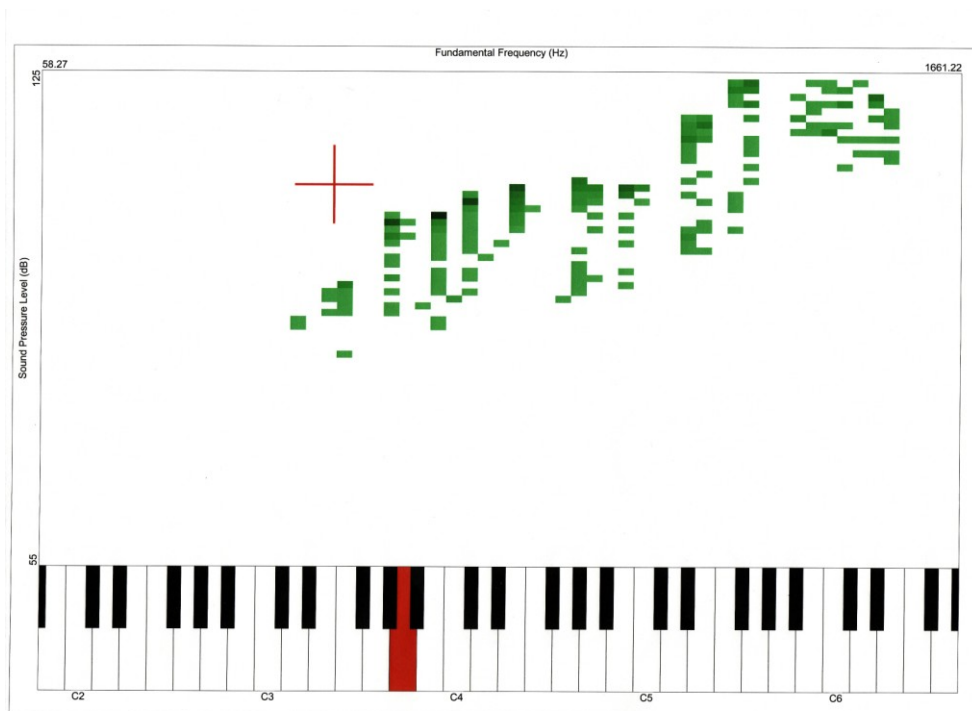 Fundamental Frequency (Hz)
58.27
1661.22
125
Sound Pressure Level (dB)
55
C2
C3
C4
C5
C6